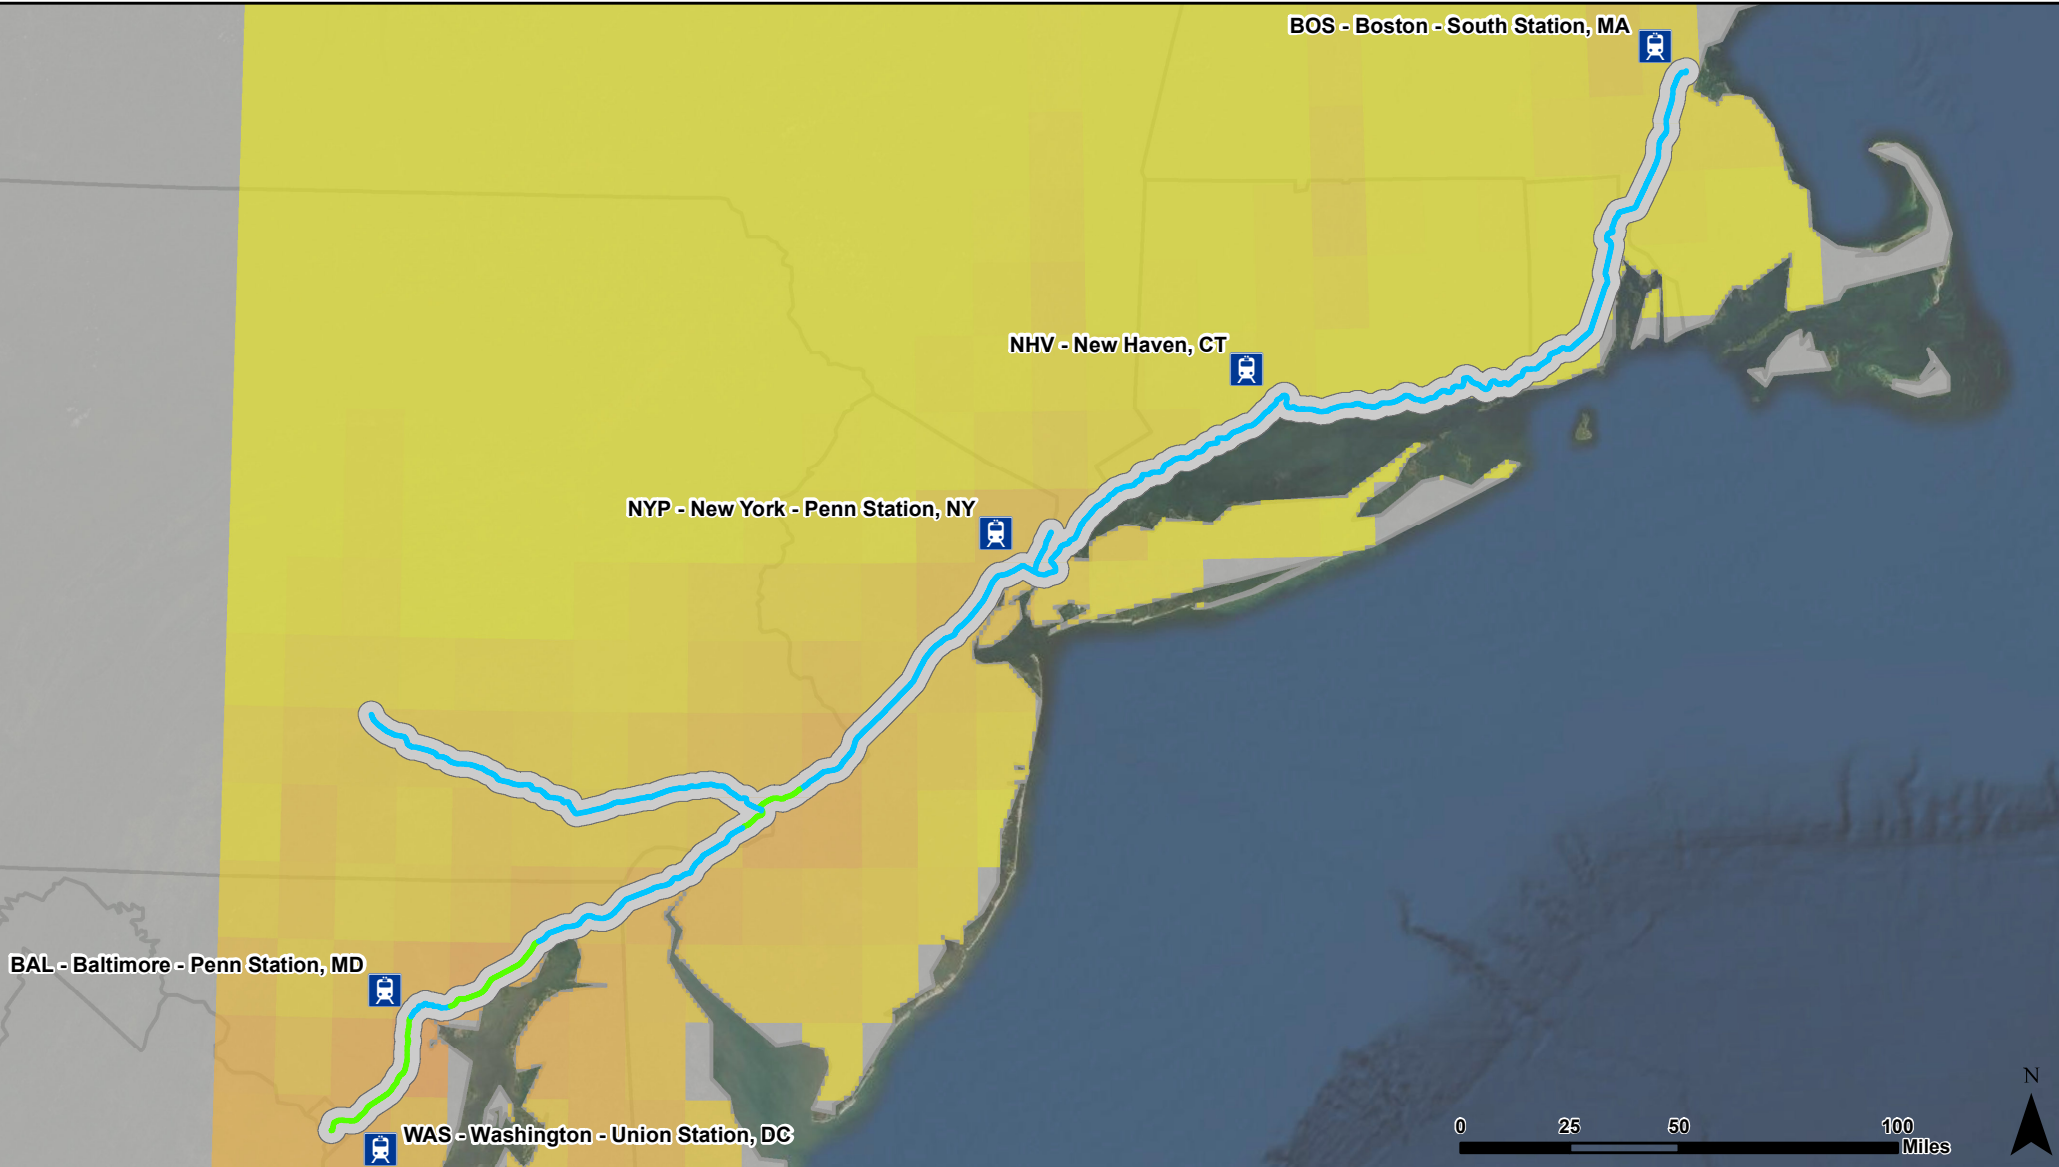 BOS - Boston - South Station, MA
NHV - New Haven, CT
NYP - New York - Penn Station, NY
BAL - Baltimore - Penn Station, MD
WAS - Washington - Union Station, DC
N
0 25 50 100
Miles